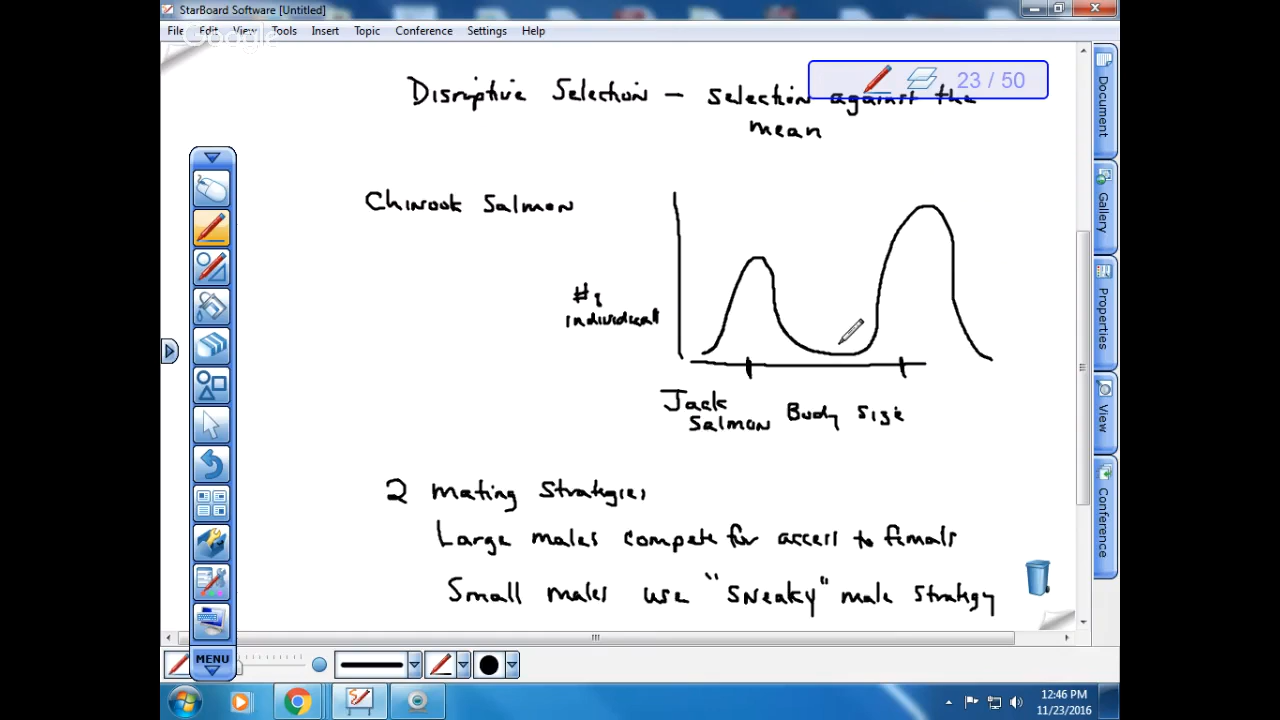 StarBoard Software [Untitled]
File Edit View Tools Insert Topic Conference Settings Help
Google
23 / 50
Disruptive Selection — Selection against the
mean
Chinook Salmon
# of
individual
Jack
Salmon
Body Size
2 mating strategies
Large males compete for access to females
Small males use "sneaky" male strategy
Document
Gallery
Properties
View
Conference
MENU
12:46 PM
11/23/2016